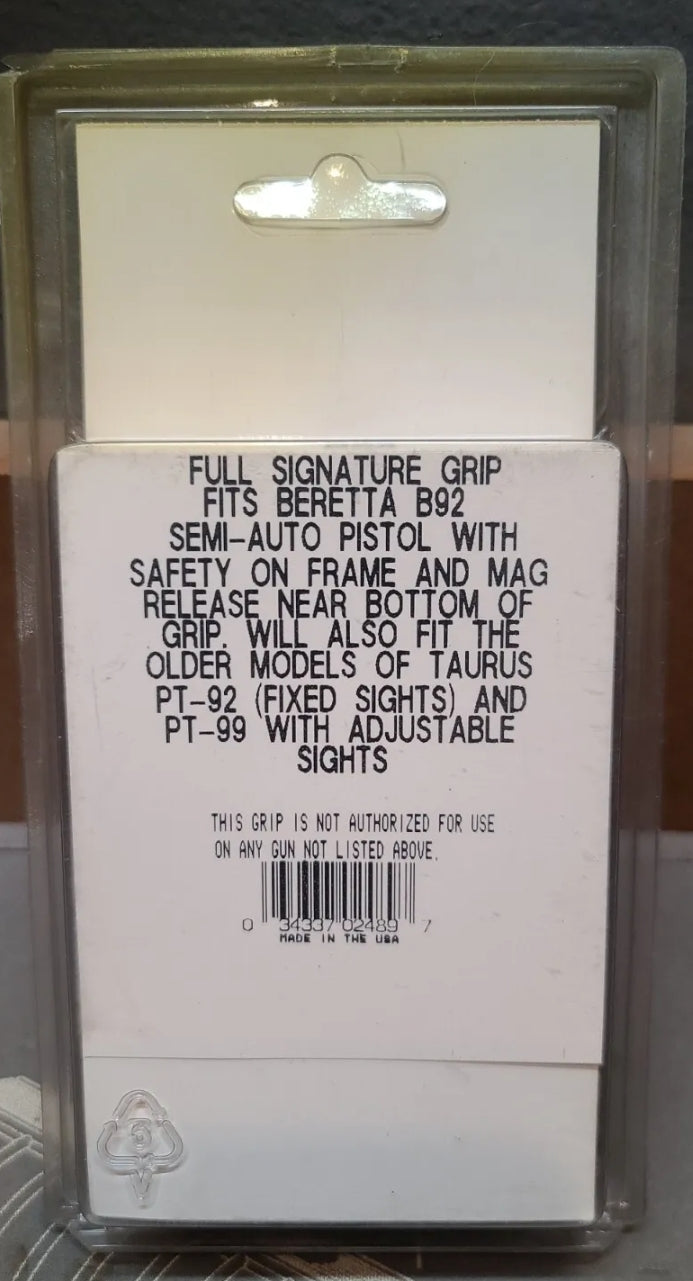 FULL SIGNATURE GRIP
FITS BERETTA B92
SEMI-AUTO PISTOL WITH
SAFETY ON FRAME AND MAG
RELEASE NEAR BOTTOM OF
GRIP. WILL ALSO FIT THE
OLDER MODELS OF TAURUS
PT-92 (FIXED SIGHTS) AND
PT-99 WITH ADJUSTABLE
SIGHTS
THIS GRIP IS NOT AUTHORIZED FOR USE
ON ANY GUN NOT LISTED ABOVE.
0 34337 02489 7
MADE IN THE USA